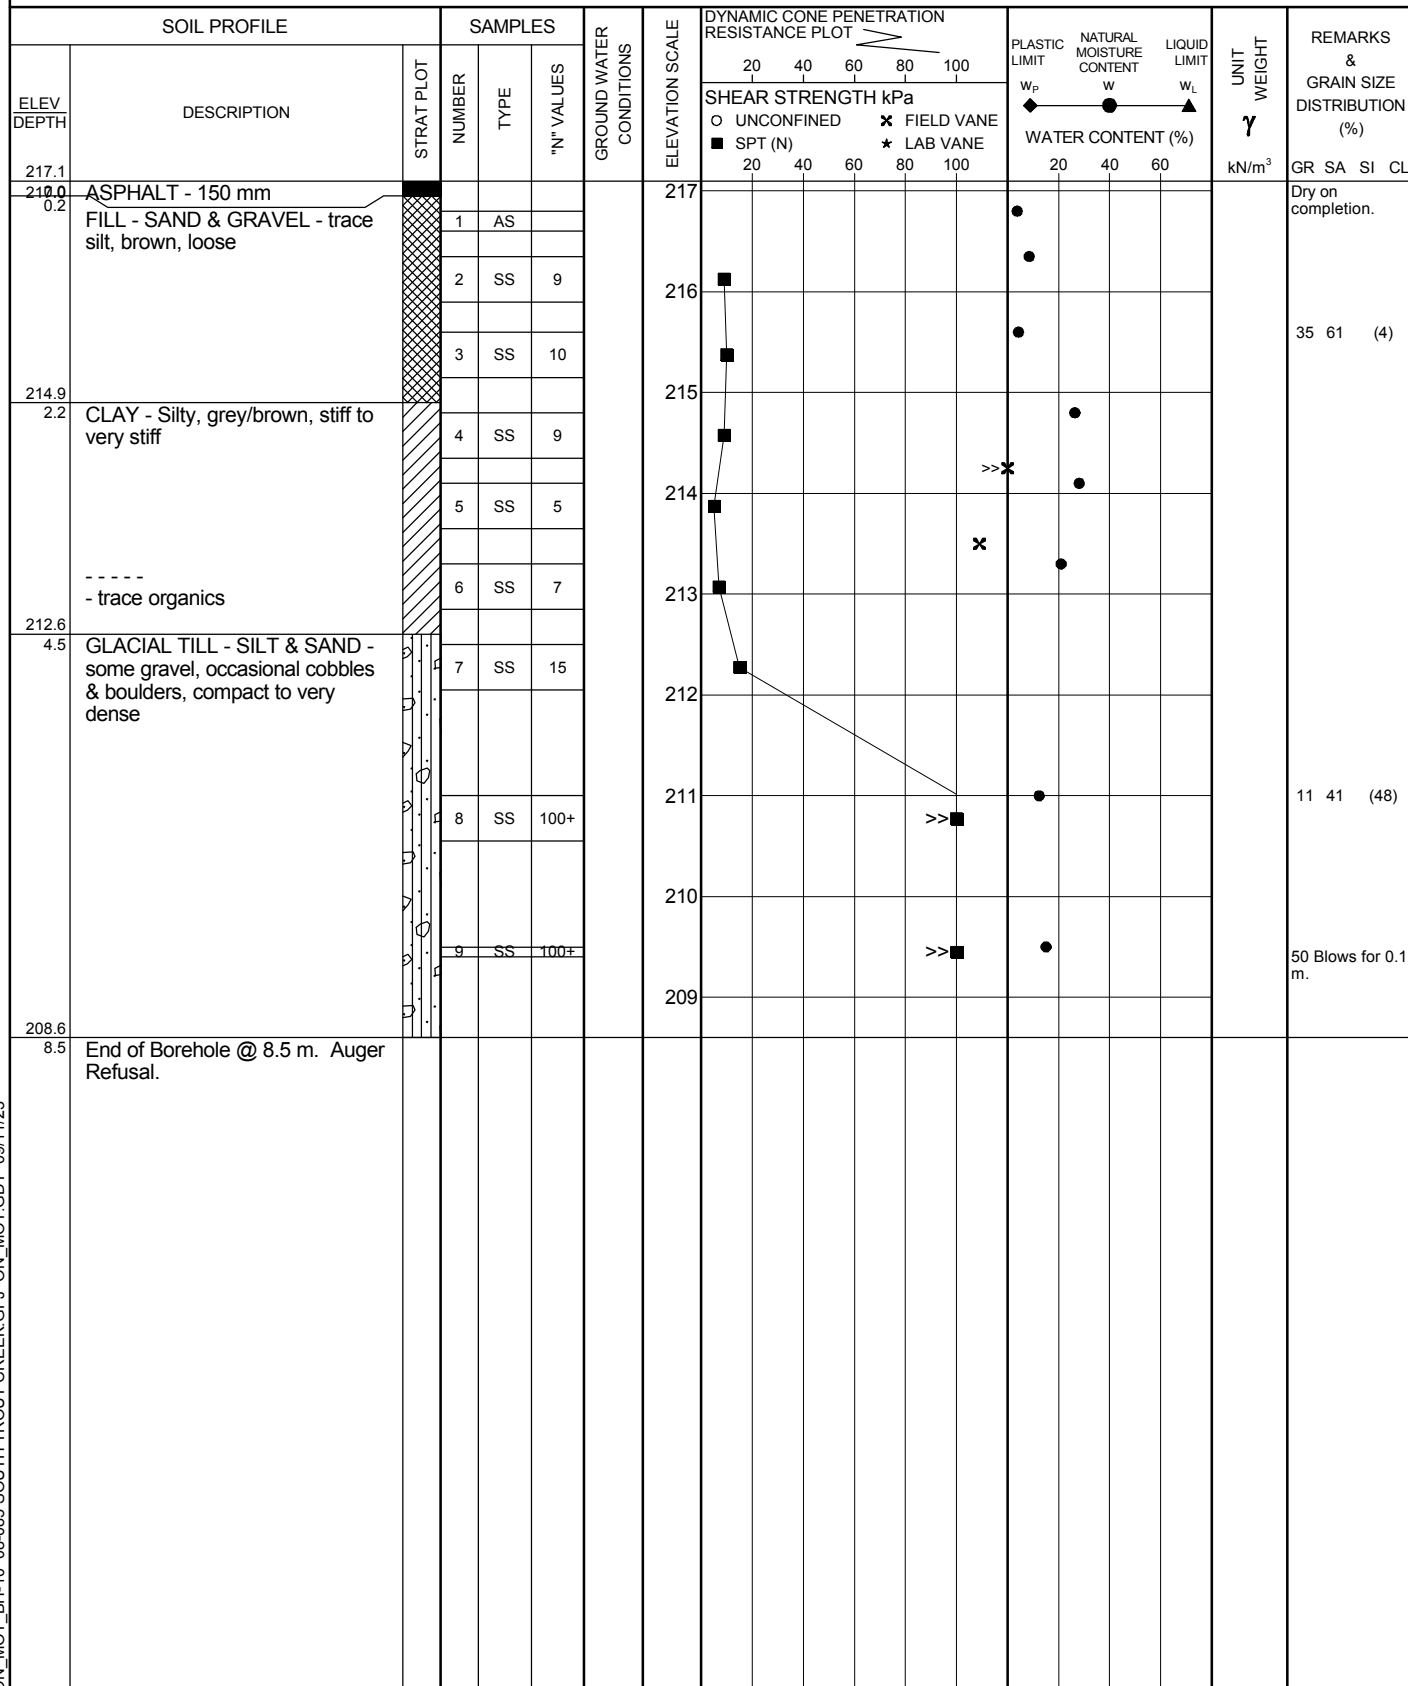 SOIL PROFILE
SAMPLES
GROUND WATER
CONDITIONS
ELEVATION SCALE
DYNAMIC CONE PENETRATION
RESISTANCE PLOT
20 40 60 80 100
SHEAR STRENGTH kPa
○ UNCONFINED ✖ FIELD VANE
■ SPT (N) ★ LAB VANE
20 40 60 80 100
PLASTIC
LIMIT
NATURAL
MOISTURE
CONTENT
LIQUID
LIMIT
wP w wL
WATER CONTENT (%)
20 40 60
UNIT
WEIGHT
γ
kN/m³
REMARKS
&
GRAIN SIZE
DISTRIBUTION
(%)
GR SA SI CL
ELEV
DEPTH
DESCRIPTION
STRAT PLOT
NUMBER
TYPE
"N" VALUES
217.1
0.0
217.0
0.2
ASPHALT - 150 mm
FILL - SAND & GRAVEL - trace
silt, brown, loose
214.9
2.2
CLAY - Silty, grey/brown, stiff to
very stiff
- - - - -
- trace organics
212.6
4.5
GLACIAL TILL - SILT & SAND -
some gravel, occasional cobbles
& boulders, compact to very
dense
208.6
8.5
End of Borehole @ 8.5 m. Auger
Refusal.
1 AS
2 SS 9
3 SS 10
4 SS 9
5 SS 5
6 SS 7
7 SS 15
8 SS 100+
9 SS 100+
217
216
215
214
213
212
211
210
209
>>
>>
>>
Dry on
completion.
35 61 (4)
11 41 (48)
50 Blows for 0.1
m.